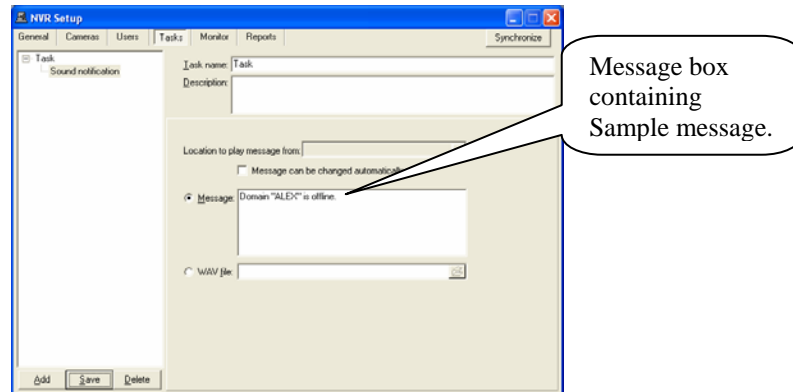 NVR Setup
General Cameras Users Tasks Monitor Reports Synchronize
Task
Sound notification
Task name: Task
Description:
Location to play message from:
Message can be changed automatically
Message: Domain "ALEX" is offline.
WAV file:
Add Save Delete
Message box
containing
Sample message.